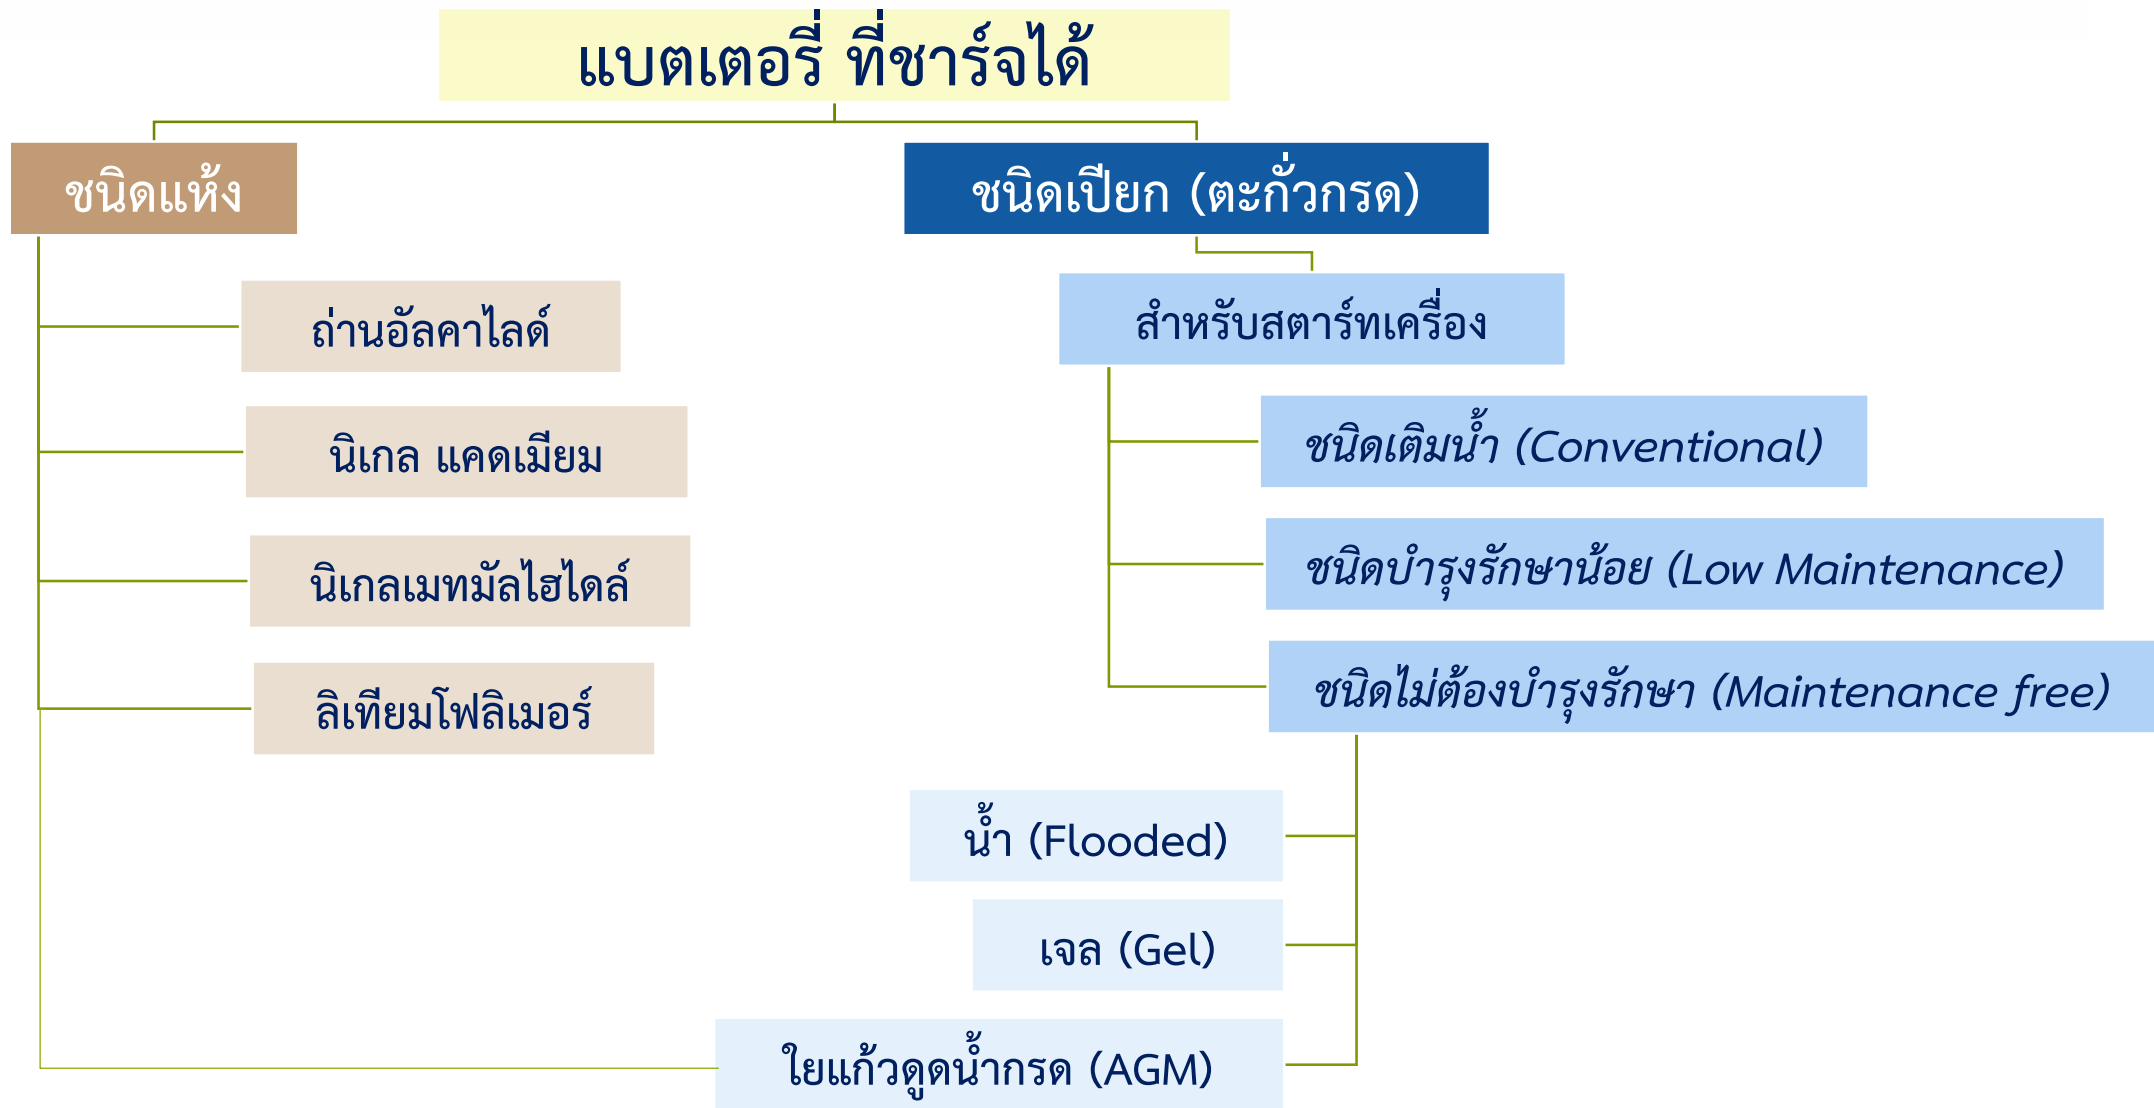 แบตเตอรี่ ที่ชาร์จได้
ชนิดแห้ง
ถ่านอัลคาไลด์
นิเกล แคดเมียม
นิเกลเมทมัลไฮไดล์
ลิเทียมโฟลิเมอร์
ชนิดเปียก (ตะกั่วกรด)
สำหรับสตาร์ทเครื่อง
ชนิดเติมน้ำ (Conventional)
ชนิดบำรุงรักษาน้อย (Low Maintenance)
ชนิดไม่ต้องบำรุงรักษา (Maintenance free)
น้ำ (Flooded)
เจล (Gel)
ใยแก้วดูดน้ำกรด (AGM)